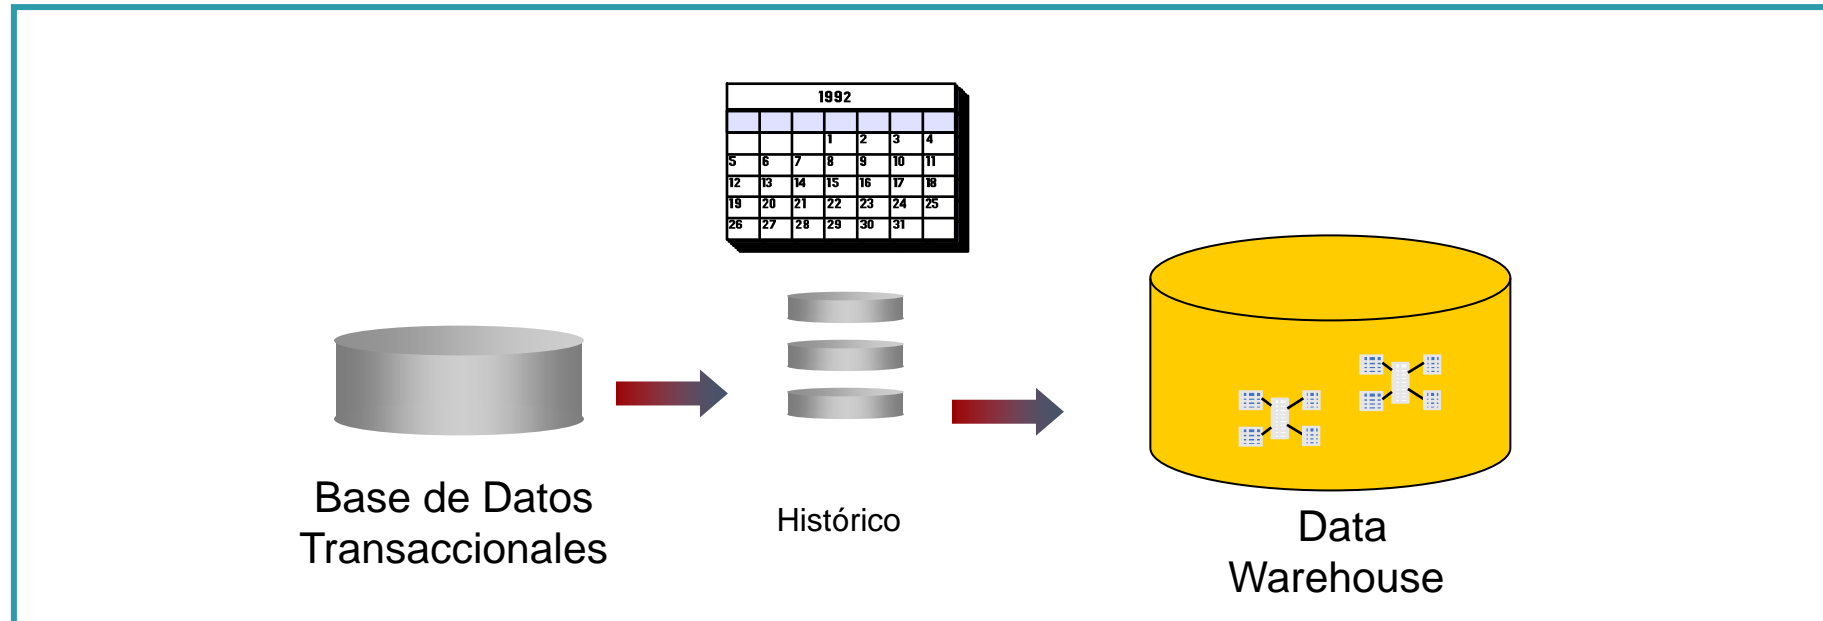 1992
1 2 3 4
5 6 7 8 9 10 11
12 13 14 15 16 17 18
19 20 21 22 23 24 25
26 27 28 29 30 31
Base de Datos
Transaccionales
Histórico
Data
Warehouse